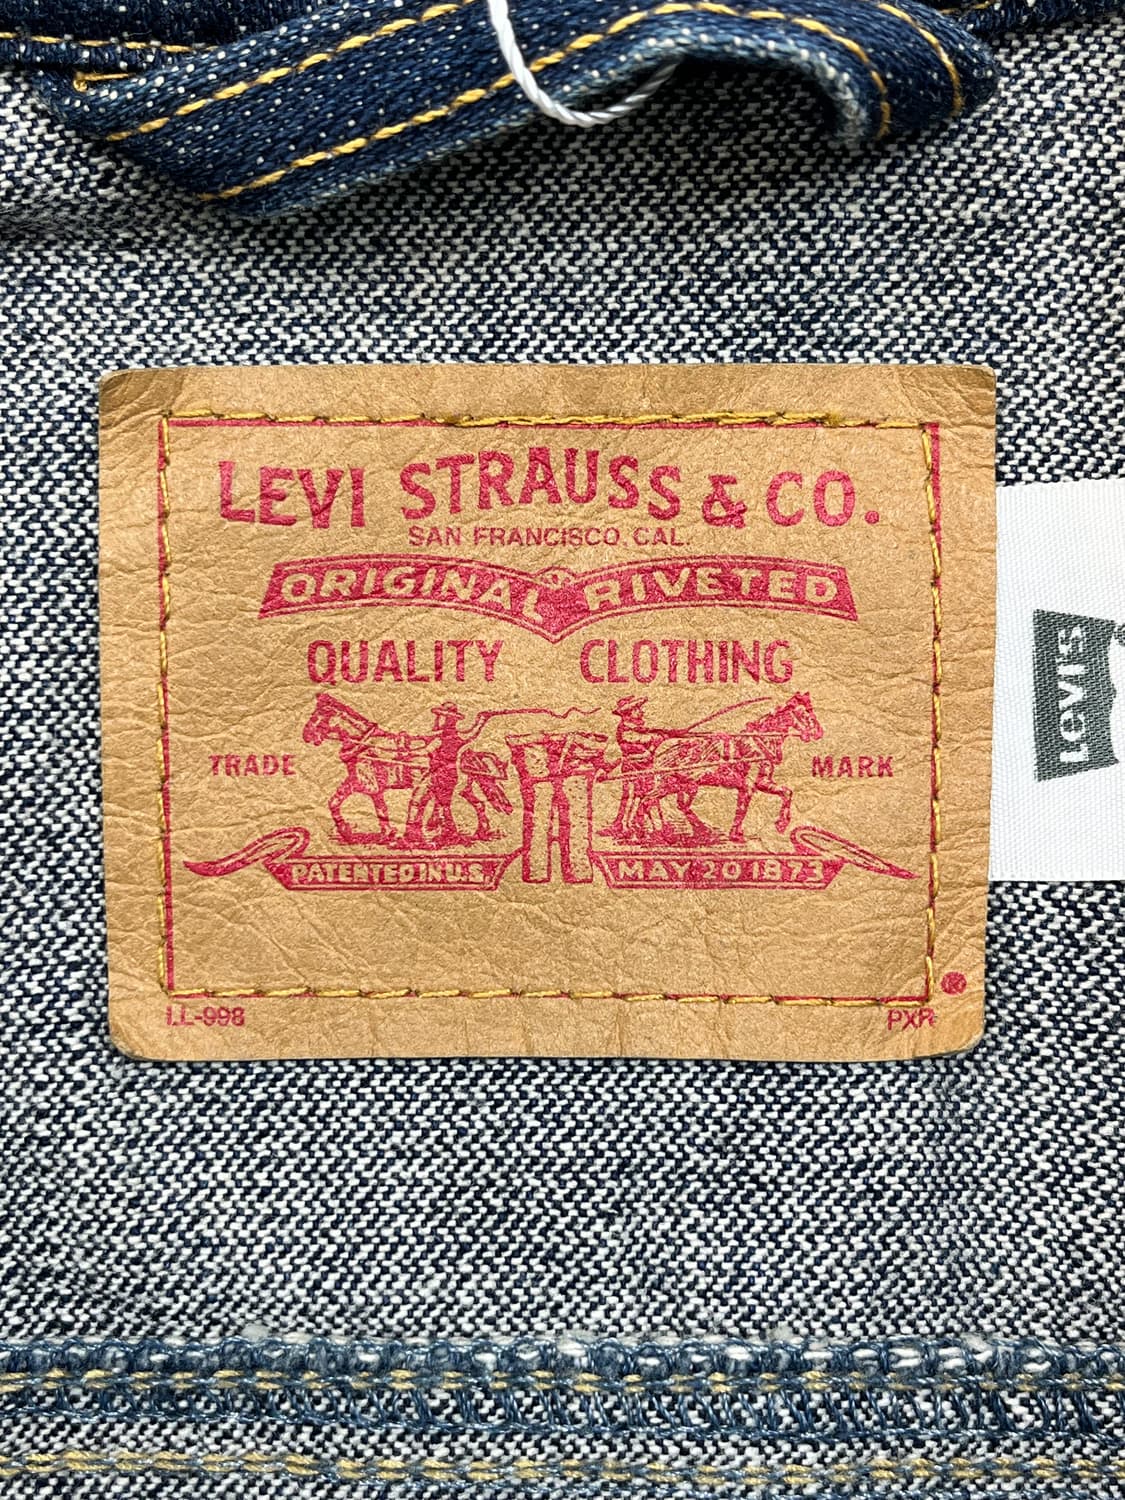 LEVI STRAUSS & CO.
SAN FRANCISCO, CAL.
ORIGINAL RIVETED
QUALITY CLOTHING
TRADE MARK
PATENTED IN U.S. MAY 20 1873
®
LL-998 PXR
LEVI'S